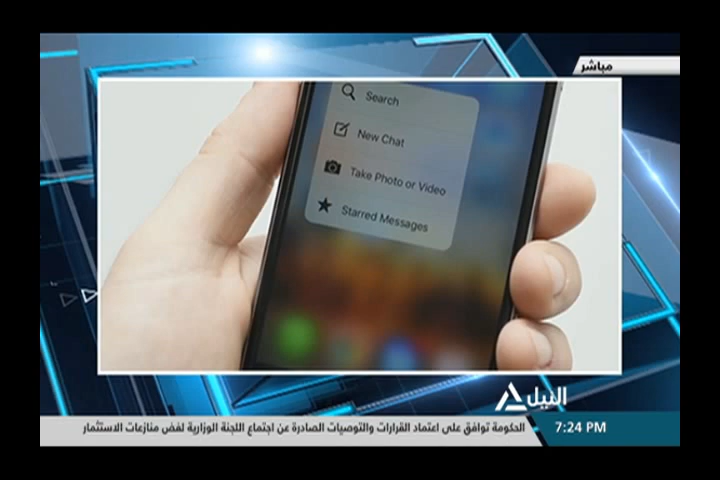 مباشر
Search
New Chat
Take Photo or Video
Starred Messages
النيل
الحكومة توافق على اعتماد القرارات والتوصيات الصادرة عن اجتماع اللجنة الوزارية لفض منازعات الاستثمار
7:24 PM